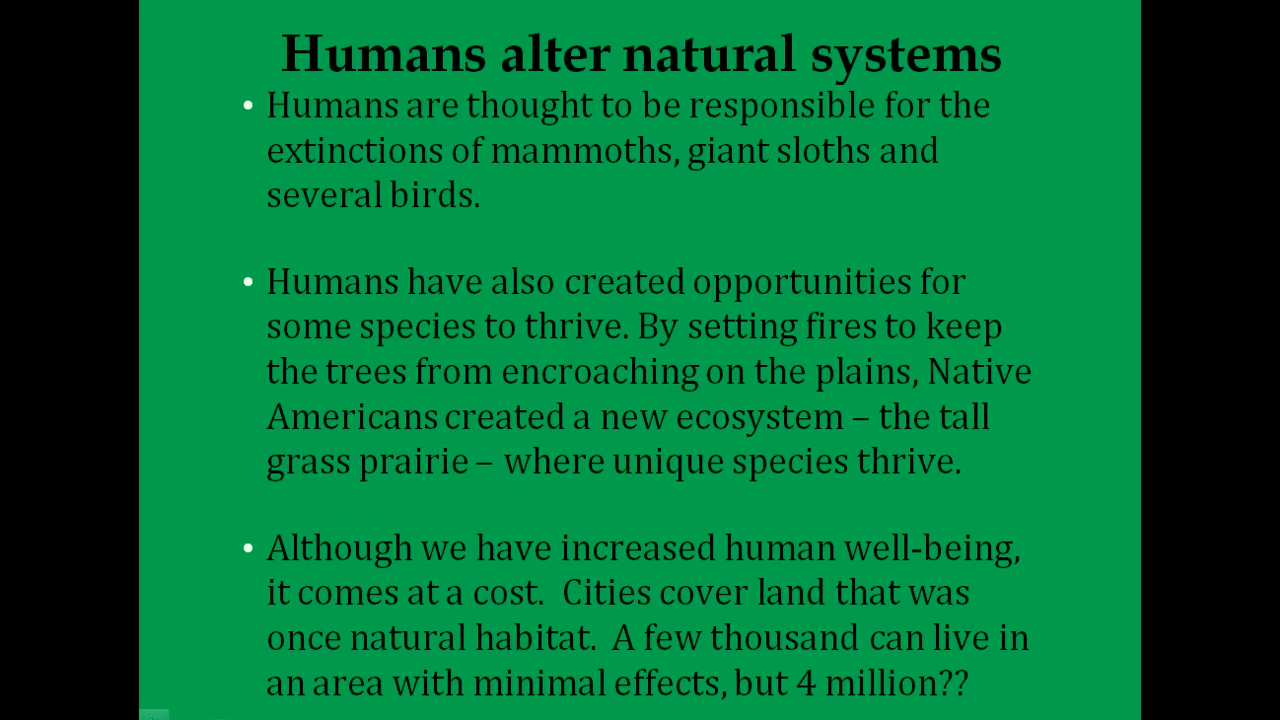 Humans alter natural systems
• Humans are thought to be responsible for the
extinctions of mammoths, giant sloths and
several birds.
• Humans have also created opportunities for
some species to thrive. By setting fires to keep
the trees from encroaching on the plains, Native
Americans created a new ecosystem – the tall
grass prairie – where unique species thrive.
• Although we have increased human well-being,
it comes at a cost.  Cities cover land that was
once natural habitat.  A few thousand can live in
an area with minimal effects, but 4 million??